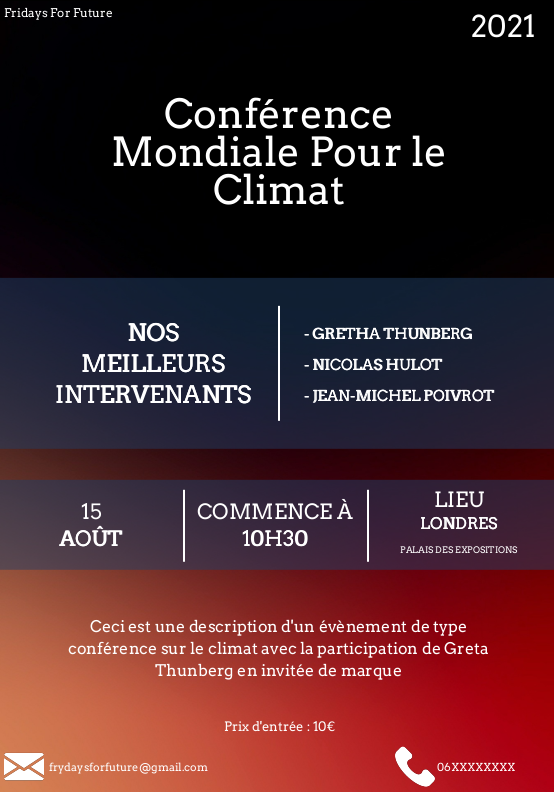 Fridays For Future
2021
Conférence
Mondiale Pour le
Climat
NOS
MEILLEURS
INTERVENANTS
- GRETHA THUNBERG
- NICOLAS HULOT
- JEAN-MICHEL POIVROT
15
AOÛT
COMMENCE À
10H30
LIEU
LONDRES
PALAIS DES EXPOSITIONS
Ceci est une description d'un évènement de type
conférence sur le climat avec la participation de Greta
Thunberg en invitée de marque
Prix d'entrée : 10€
frydaysforfuture@gmail.com
06XXXXXXXX